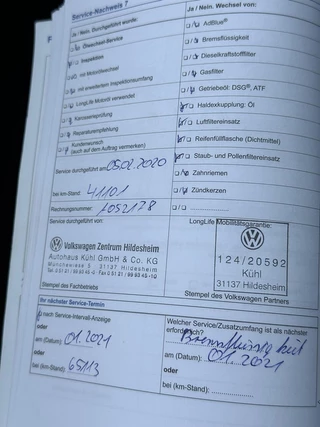 Service-Nachweis 7
Ja / Nein. Durchgeführt wurde:
Ölwechsel-Service
Inspektion
mit Motorölwechsel
mit erweitertem Inspektionsumfang
LongLife Motoröl verwendet
Karosserieprüfung
Reparaturempfehlung
Kundenwunsch
(auch auf dem Auftrag vermerken)
Service durchgeführt am: 05.02.2020
bei km-Stand: 41101
Rechnungsnummer: 1052178
Service durchgeführt von:
Volkswagen Zentrum Hildesheim
Autohaus Kühl GmbH & Co. KG
Münchewiese 5 31137 Hildesheim
Stempel des Fachbetriebs
Ja / Nein. Wechsel von:
AdBlue®
Bremsflüssigkeit
Dieselkraftstofffilter
Gasfilter
Getriebeöl: DSG®, ATF
Haldexkupplung: Öl
Luftfiltereinsatz
Reifenfüllflasche (Dichtmittel)
Staub- und Pollenfiltereinsatz
Zahnriemen
Zündkerzen
LongLife Mobilitätsgarantie:
124/20592
Kühl
31137 Hildesheim
Stempel des Volkswagen Partners
Ihr nächster Service-Termin
nach Service-Intervall-Anzeige
oder
am (Datum): 01.2021
oder
bei (km-Stand): 65113
Welcher Service/Zusatzumfang ist als nächster
erforderlich?
Bremsflüssigkeit
am (Datum): 01.2021
oder
bei (km-Stand):